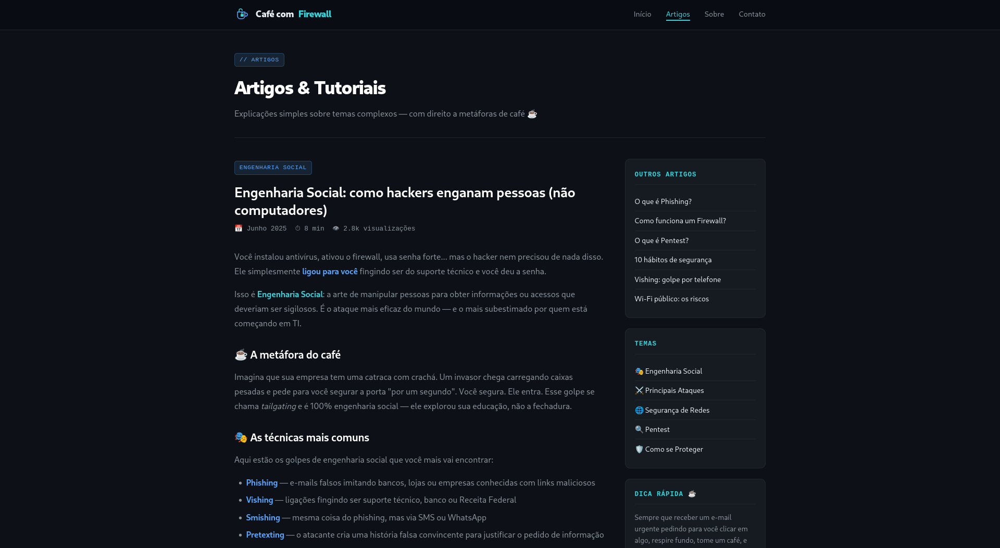 Café com Firewall
Início Artigos Sobre Contato
// ARTIGOS
Artigos & Tutoriais
Explicações simples sobre temas complexos — com direito a metáforas de café ☕
ENGENHARIA SOCIAL
Engenharia Social: como hackers enganam pessoas (não
computadores)
📅 Junho 2025 ⏱ 8 min 👁 2.8k visualizações
Você instalou antivírus, ativou o firewall, usa senha forte... mas o hacker nem precisou de nada disso.
Ele simplesmente ligou para você fingindo ser do suporte técnico e você deu a senha.
Isso é Engenharia Social: a arte de manipular pessoas para obter informações ou acessos que
deveriam ser sigilosos. É o ataque mais eficaz do mundo — e o mais subestimado por quem está
começando em TI.
☕ A metáfora do café
Imagina que sua empresa tem uma catraca com crachá. Um invasor chega carregando caixas
pesadas e pede para você segurar a porta "por um segundo". Você segura. Ele entra. Esse golpe se
chama tailgating e é 100% engenharia social — ele explorou sua educação, não a fechadura.
🎭 As técnicas mais comuns
Aqui estão os golpes de engenharia social que você mais vai encontrar:
• Phishing — e-mails falsos imitando bancos, lojas ou empresas conhecidas com links maliciosos
• Vishing — ligações fingindo ser suporte técnico, banco ou Receita Federal
• Smishing — mesma coisa do phishing, mas via SMS ou WhatsApp
• Pretexting — o atacante cria uma história falsa convincente para justificar o pedido de informação
OUTROS ARTIGOS
O que é Phishing?
Como funciona um Firewall?
O que é Pentest?
10 hábitos de segurança
Vishing: golpe por telefone
Wi-Fi público: os riscos
TEMAS
🎭 Engenharia Social
⚔️ Principais Ataques
🌐 Segurança de Redes
🔍 Pentest
🛡️ Como se Proteger
DICA RÁPIDA ☕
Sempre que receber um e-mail
urgente pedindo para você clicar em
algo, respire fundo, tome um café, e